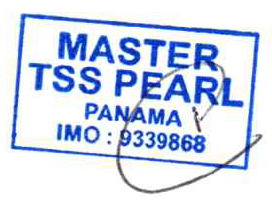 MASTER
TSS PEARL
PANAMA
IMO : 9339868